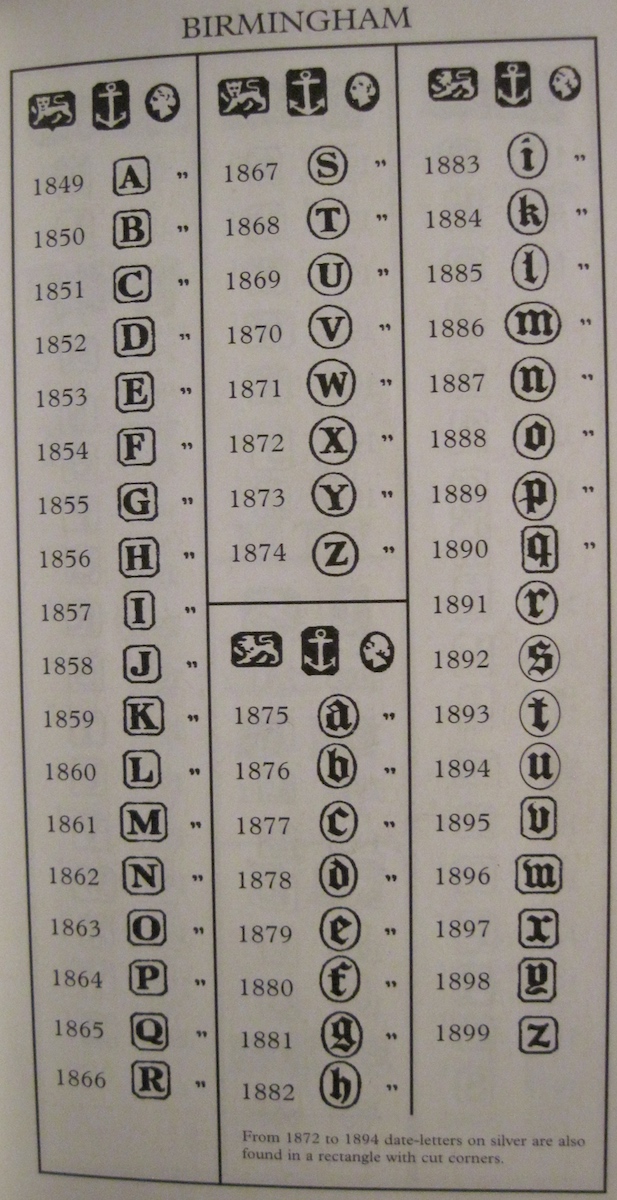 BIRMINGHAM
1849 A "
1850 B "
1851 C "
1852 D "
1853 E "
1854 F "
1855 G "
1856 H "
1857 I "
1858 J "
1859 K "
1860 L "
1861 M "
1862 N "
1863 O "
1864 P "
1865 Q "
1866 R "
1867 S "
1868 T "
1869 U "
1870 V "
1871 W "
1872 X "
1873 Y "
1874 Z "
1875 a "
1876 b "
1877 c "
1878 d "
1879 e "
1880 f "
1881 g "
1882 h "
1883 i "
1884 k "
1885 l "
1886 m "
1887 n "
1888 o "
1889 p "
1890 q "
1891 r
1892 s
1893 t
1894 u
1895 v
1896 w
1897 x
1898 y
1899 z
From 1872 to 1894 date-letters on silver are also
found in a rectangle with cut corners.